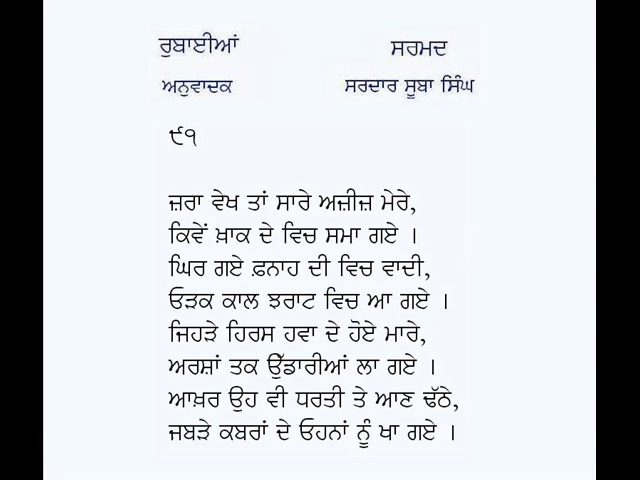 ਰੁਬਾਈਆਂ ਸਰਮਦ
ਅਨੁਵਾਦਕ ਸਰਦਾਰ ਸੂਬਾ ਸਿੰਘ
੯੧
ਜ਼ਰਾ ਵੇਖ ਤਾਂ ਸਾਰੇ ਅਜ਼ੀਜ਼ ਮੇਰੇ,
ਕਿਵੇਂ ਖ਼ਾਕ ਦੇ ਵਿਚ ਸਮਾ ਗਏ ।
ਘਿਰ ਗਏ ਫ਼ਨਾਹ ਦੀ ਵਿਚ ਵਾਦੀ,
ਓੜਕ ਕਾਲ ਝਰਾਟ ਵਿਚ ਆ ਗਏ ।
ਜਿਹੜੇ ਹਿਰਸ ਹਵਾ ਦੇ ਹੋਏ ਮਾਰੇ,
ਅਰਸ਼ਾਂ ਤਕ ਉੱਡਾਰੀਆਂ ਲਾ ਗਏ ।
ਆਖ਼ਰ ਉਹ ਵੀ ਧਰਤੀ ਤੇ ਆਣ ਢੱਠੇ,
ਜਬੜੇ ਕਬਰਾਂ ਦੇ ਓਹਨਾਂ ਨੂੰ ਖਾ ਗਏ ।